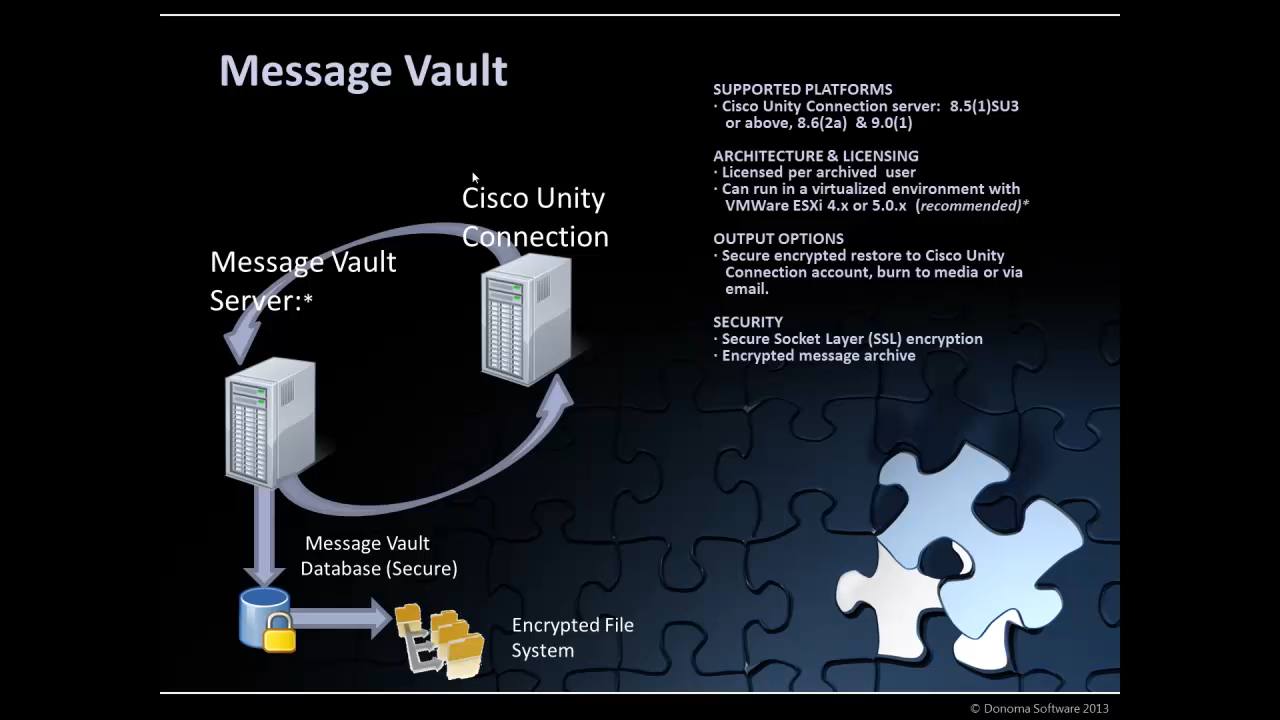 Message Vault
SUPPORTED PLATFORMS
· Cisco Unity Connection server: 8.5(1)SU3
or above, 8.6(2a) & 9.0(1)
ARCHITECTURE & LICENSING
· Licensed per archived user
· Can run in a virtualized environment with
VMWare ESXi 4.x or 5.0.x (recommended)*
OUTPUT OPTIONS
· Secure encrypted restore to Cisco Unity
Connection account, burn to media or via
email.
SECURITY
· Secure Socket Layer (SSL) encryption
· Encrypted message archive
Cisco Unity
Connection
Message Vault
Server:*
Message Vault
Database (Secure)
Encrypted File
System
© Donoma Software 2013